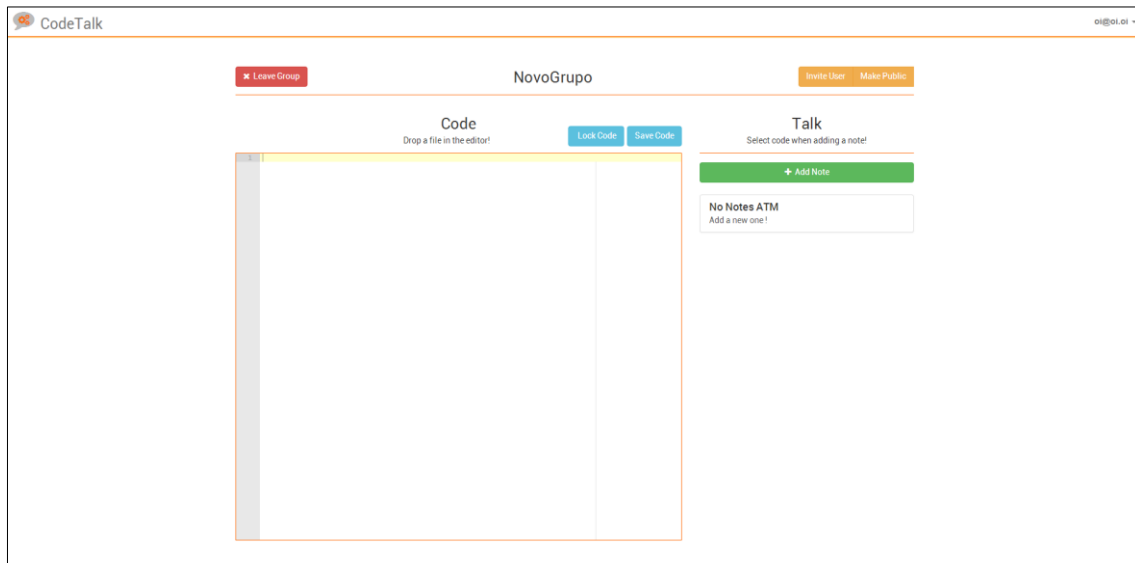 CodeTalk
oi@oi.oi
Leave Group
NovoGrupo
Invite User
Make Public
Code
Drop a file in the editor!
Lock Code
Save Code
Talk
Select code when adding a note!
1
+ Add Note
No Notes ATM
Add a new one !